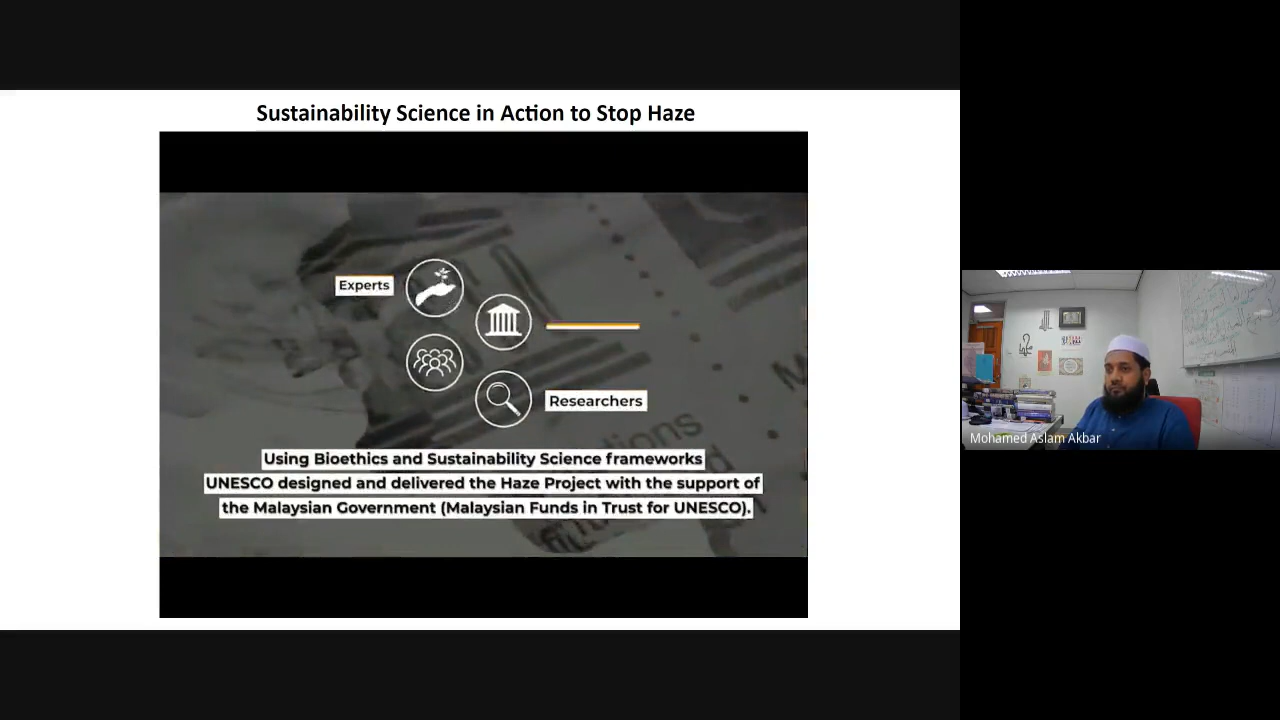 Sustainability Science in Action to Stop Haze
Experts
Researchers
Using Bioethics and Sustainability Science frameworks
UNESCO designed and delivered the Haze Project with the support of
the Malaysian Government (Malaysian Funds in Trust for UNESCO).
Mohamed Aslam Akbar